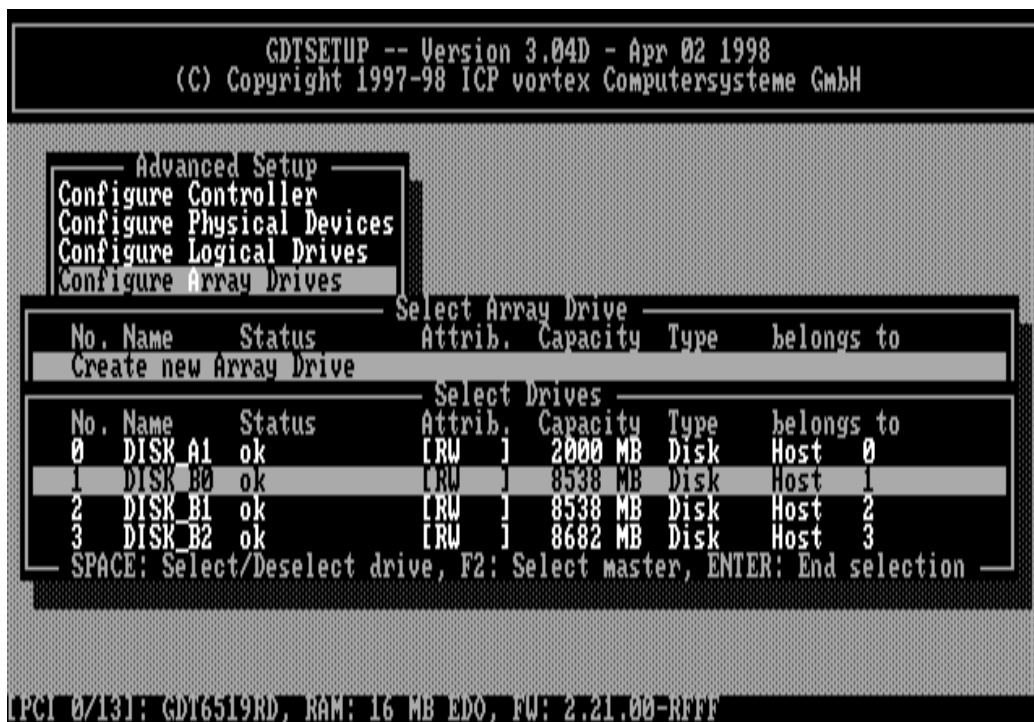 GDTSETUP -- Version 3.04D - Apr 02 1998
(C) Copyright 1997-98 ICP vortex Computersysteme GmbH
Advanced Setup
Configure Controller
Configure Physical Devices
Configure Logical Drives
Configure Array Drives
Select Array Drive
No. Name Status Attrib. Capacity Type belongs to
Create new Array Drive
Select Drives
No. Name Status Attrib. Capacity Type belongs to
0 DISK_A1 ok [RW ] 2000 MB Disk Host 0
1 DISK_B0 ok [RW ] 8538 MB Disk Host 1
2 DISK_B1 ok [RW ] 8538 MB Disk Host 2
3 DISK_B2 ok [RW ] 8682 MB Disk Host 3
SPACE: Select/Deselect drive, F2: Select master, ENTER: End selection
[PCI 0/13]: GDT6519RD, RAM: 16 MB EDO, FW: 2.21.00-RFFF